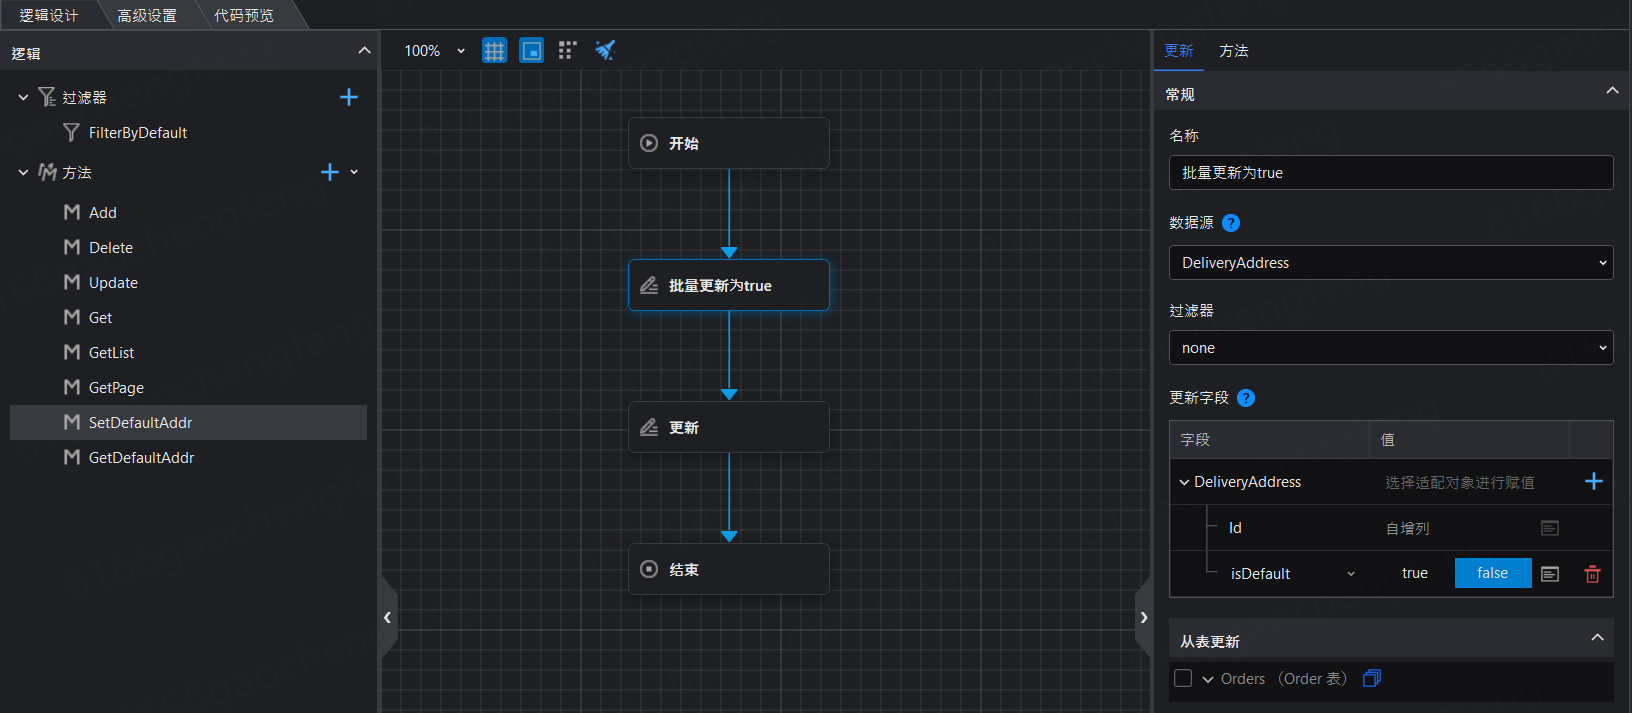 逻辑设计
高级设置
代码预览
逻辑
过滤器
FilterByDefault
方法
Add
Delete
Update
Get
GetList
GetPage
SetDefaultAddr
GetDefaultAddr
100%
开始
批量更新为true
更新
结束
更新
方法
常规
名称
批量更新为true
数据源
DeliveryAddress
过滤器
none
更新字段
字段 值
DeliveryAddress 选择适配对象进行赋值
Id 自增列
isDefault true false
从表更新
Orders （Order 表）